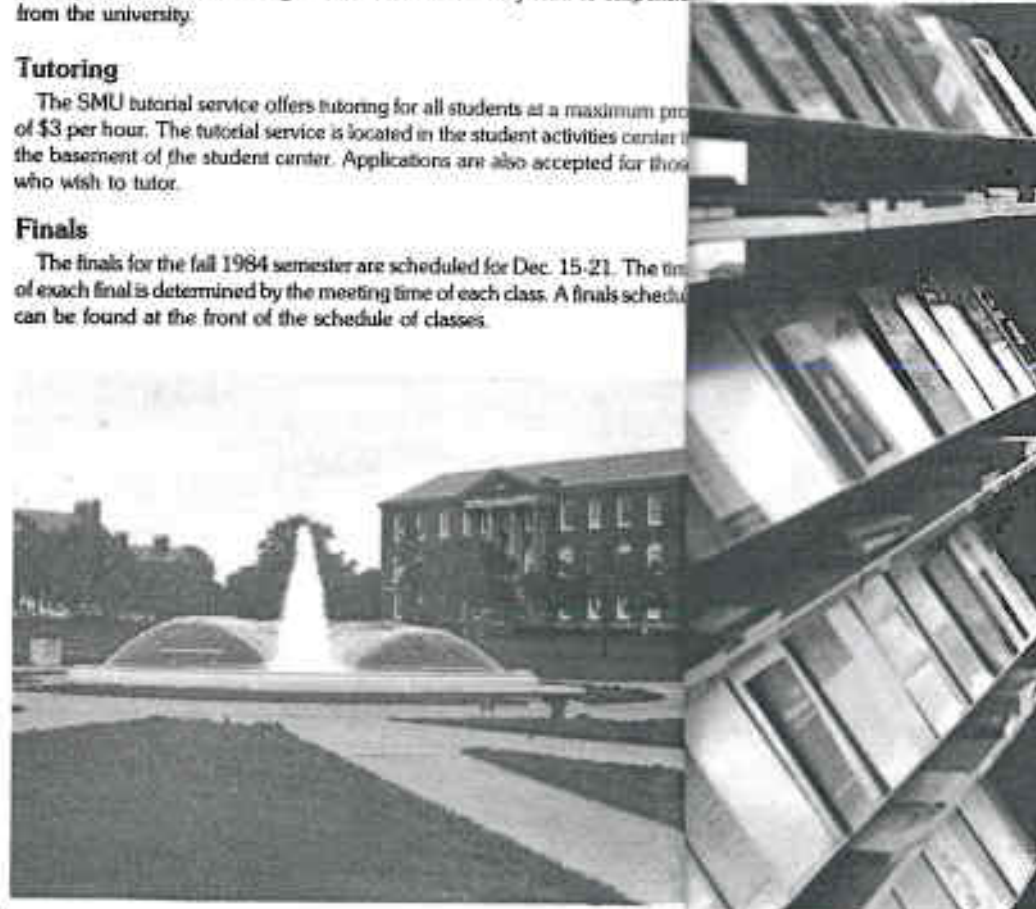 from the university.
Tutoring
The SMU tutorial service offers tutoring for all students at a maximum
of $3 per hour. The tutorial service is located in the student activities center
the basement of the student center. Applications are also accepted for
who wish to tutor.
Finals
The finals for the fall 1984 semester are scheduled for Dec. 15-21. The
of exach final is determined by the meeting time of each class. A finals
can be found at the front of the schedule of classes.